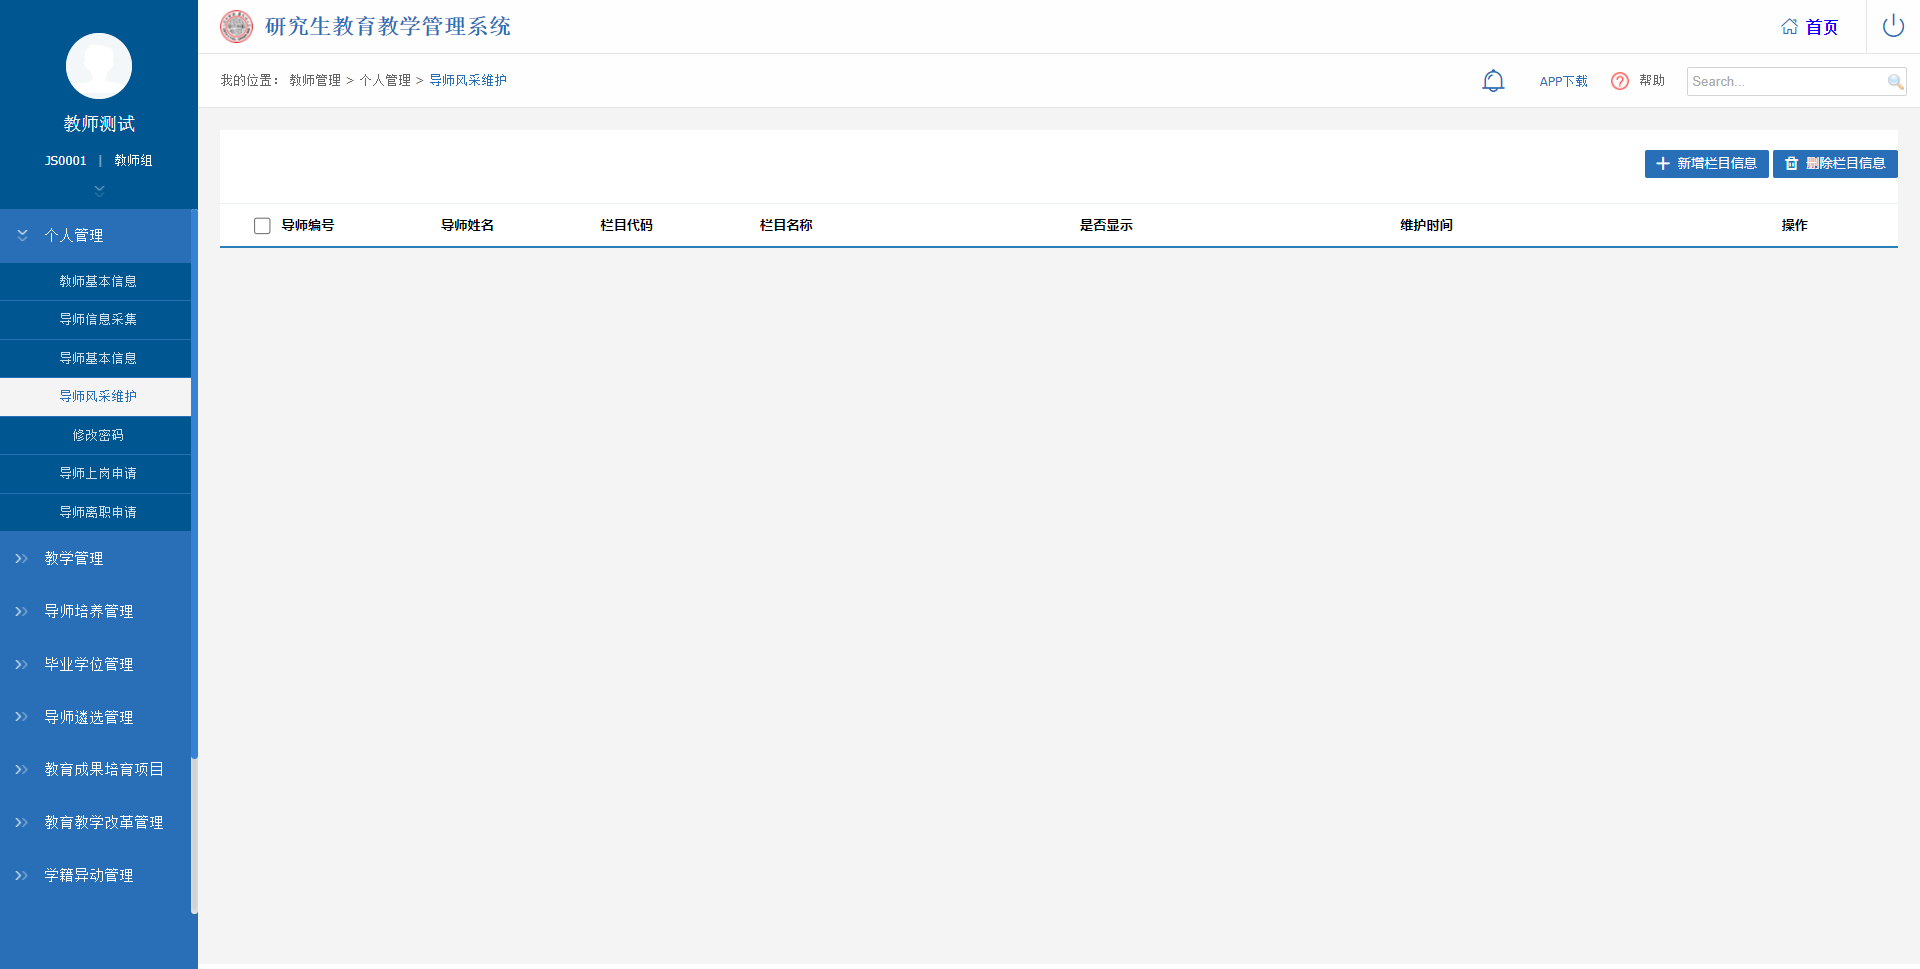 研究生教育教学管理系统
首页
我的位置： 教师管理 > 个人管理 > 导师风采维护
APP下载
帮助
Search...
教师测试
JS0001 | 教师组
个人管理
教师基本信息
导师信息采集
导师基本信息
导师风采维护
修改密码
导师上岗申请
导师离职申请
教学管理
导师培养管理
毕业学位管理
导师遴选管理
教育成果培育项目
教育教学改革管理
学籍异动管理
新增栏目信息 删除栏目信息
导师编号 导师姓名 栏目代码 栏目名称 是否显示 维护时间 操作